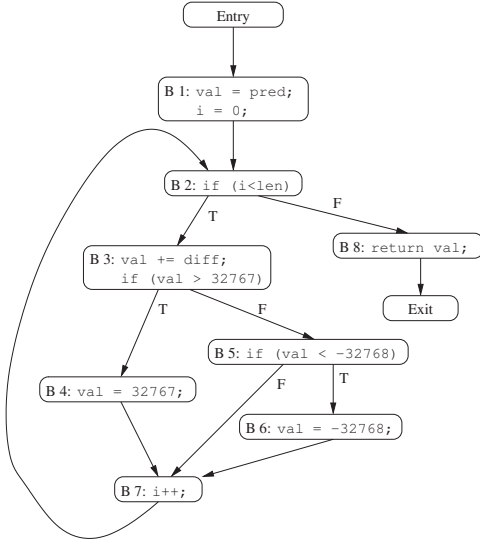 Entry
B 1: val = pred;
i = 0;
B 2: if (i<len)
T
F
B 3: val += diff;
if (val > 32767)
B 8: return val;
T
F
Exit
B 5: if (val < -32768)
B 4: val = 32767;
F
T
B 6: val = -32768;
B 7: i++;